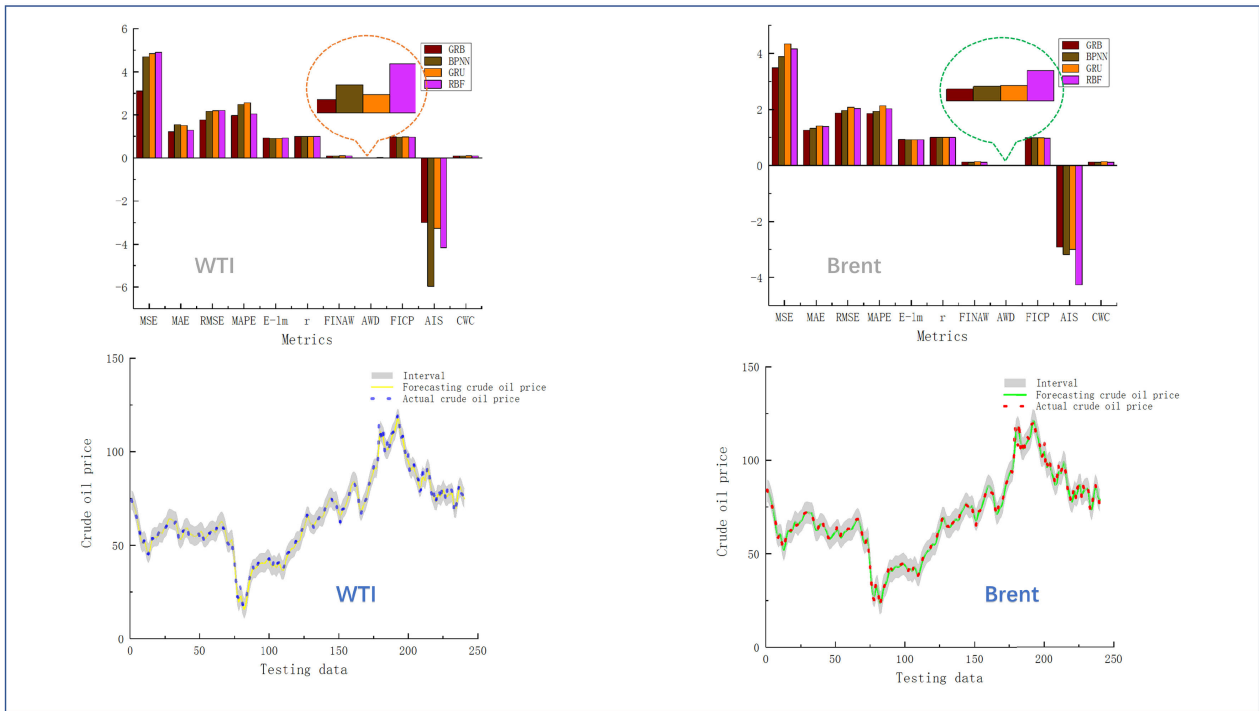 6
4
2
0
-2
-4
-6
GRB
BPNN
GRU
RBF
WTI
MSE MAE RMSE MAPE E-1m r FINAW AWD FICP AIS CWC
Metrics
4
2
0
-2
-4
GRB
BPNN
GRU
RBF
Brent
MSE MAE RMSE MAPE E-1m r FINAW AWD FICP AIS CWC
Metrics
150
100
50
0
Crude oil price
Interval
Forecasting crude oil price
Actual crude oil price
WTI
0 50 100 150 200 250
Testing data
150
100
50
0
Crude oil price
Interval
Forecasting crude oil price
Actual crude oil price
Brent
0 50 100 150 200 250
Testing data